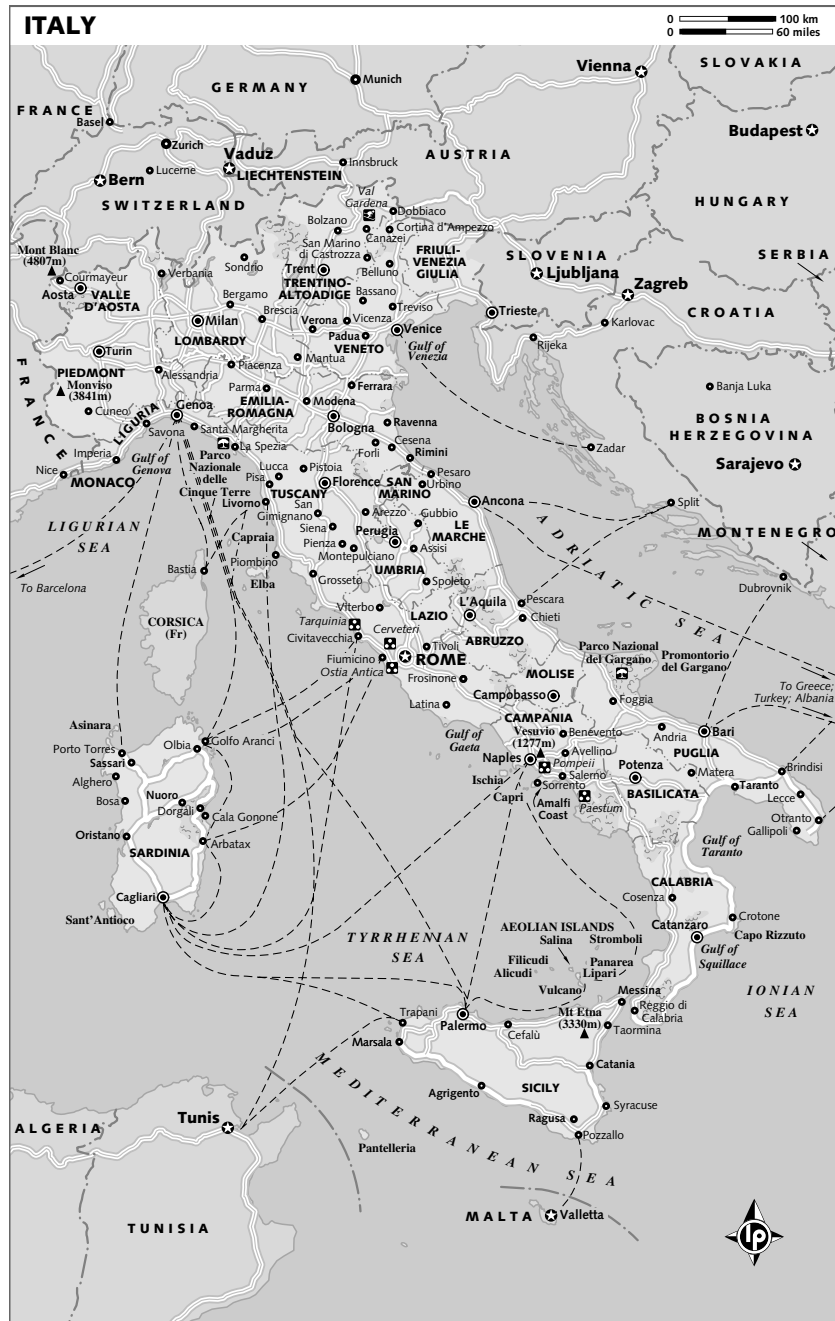 ITALY
0 100 km
0 60 miles
SLOVAKIA
Vienna
Munich
GERMANY
FRANCE
Basel
Budapest
Zurich
Vaduz
AUSTRIA
Innsbruck
LIECHTENSTEIN
Lucerne
Bern
Val
Gardena
HUNGARY
SWITZERLAND
Dobbiaco
Bolzano
Cortina d'Ampezzo
Canazei
San Marino
di Castrozza
FRIULI-
VENEZIA
GIULIA
Mont Blanc
(4807m)
SLOVENIA
SERBIA
Sondrio
Belluno
Trent
Ljubljana
Courmayeur
Verbania
TRENTINO-
ALTOADIGE
Aosta
VALLE
D'AOSTA
Zagreb
Bergamo
Bassano
Treviso
Trieste
CROATIA
Milan
Brescia
Verona
Vicenza
Karlovac
Venice
Padua
LOMBARDY
VENETO
Gulf of
Venezia
Rijeka
Turin
Mantua
Piacenza
PIEDMONT
Alessandria
Monviso
(3841m)
Parma
Ferrara
Banja Luka
FRANCE
EMILIA-
ROMAGNA
Modena
Cuneo
Genoa
BOSNIA
HERZEGOVINA
LIGURIA
Savona
Santa Margherita
Bologna
Ravenna
La Spezia
Forli
Cesena
Zadar
Imperia
Gulf of
Genova
Parco
Nazionale
delle
Cinque Terre
Rimini
Sarajevo
Nice
MONACO
Lucca
Pistoia
Pesaro
Pisa
Florence
SAN
MARINO
Urbino
TUSCANY
Livorno
San
Gimignano
Ancona
Split
LIGURIAN
SEA
Arezzo
Gubbio
ADRIATIC SEA
Siena
LE
MARCHE
Capraia
Perugia
MONTENEGRO
Pienza
Montepulciano
Assisi
Piombino
UMBRIA
Bastia
Elba
Grosseto
Spoleto
To Barcelona
Dubrovnik
Viterbo
L'Aquila
Pescara
CORSICA
(Fr)
Tarquinia
LAZIO
Chieti
Civitavecchia
Cerveteri
ABRUZZO
Tivoli
Parco Nazional
del Gargano
Promontorio
del Gargano
Fiumicino
ROME
Ostia Antica
MOLISE
Frosinone
Campobasso
To Greece;
Turkey; Albania
Latina
Foggia
CAMPANIA
Asinara
Gulf of
Gaeta
Vesuvio
(1277m)
Benevento
Andria
Bari
Olbia
Golfo Aranci
Porto Torres
Avellino
PUGLIA
Sassari
Naples
Pompeii
Potenza
Matera
Brindisi
Alghero
Ischia
Salerno
Sorrento
Taranto
Nuoro
Capri
BASILICATA
Lecce
Bosa
Dorgali
Amalfi
Coast
Paestum
Cala Gonone
Otranto
Oristano
Gallipoli
Arbatax
Gulf of
Taranto
SARDINIA
CALABRIA
Cagliari
Cosenza
Sant'Antioco
Crotone
AEOLIAN ISLANDS
Catanzaro
TYRRHENIAN
SEA
Salina
Stromboli
Capo Rizzuto
Gulf of
Squillace
Filicudi
Panarea
Alicudi
Lipari
Vulcano
Messina
IONIAN
SEA
Trapani
Palermo
Mt Etna
(3330m)
Reggio di
Calabria
Cefalù
Taormina
Marsala
Catania
MEDITERRANEAN SEA
Agrigento
SICILY
Syracuse
Tunis
Ragusa
ALGERIA
Pozzallo
Pantelleria
MALTA
Valletta
TUNISIA
lp